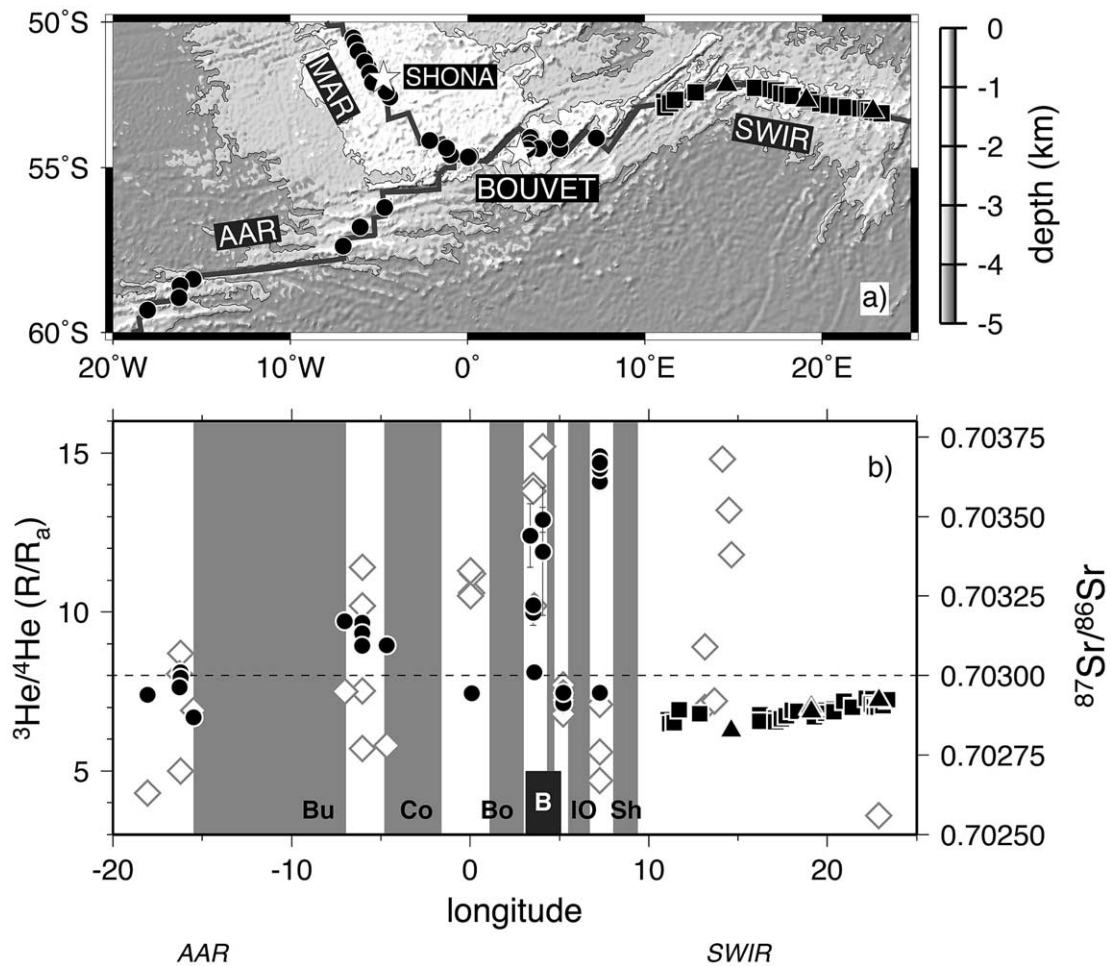 50°S
55°S
60°S
MAR
SHONA
BOUVET
SWIR
AAR
a)
20°W
10°W
0°
10°E
20°E
0
-1
-2
-3
-4
-5
depth (km)
b)
15
10
5
³He/⁴He (R/Rₐ)
0.70375
0.70350
0.70325
0.70300
0.70275
0.70250
⁸⁷Sr/⁸⁶Sr
Bu
Co
Bo
B
IO
Sh
-20
-10
0
10
20
longitude
AAR
SWIR